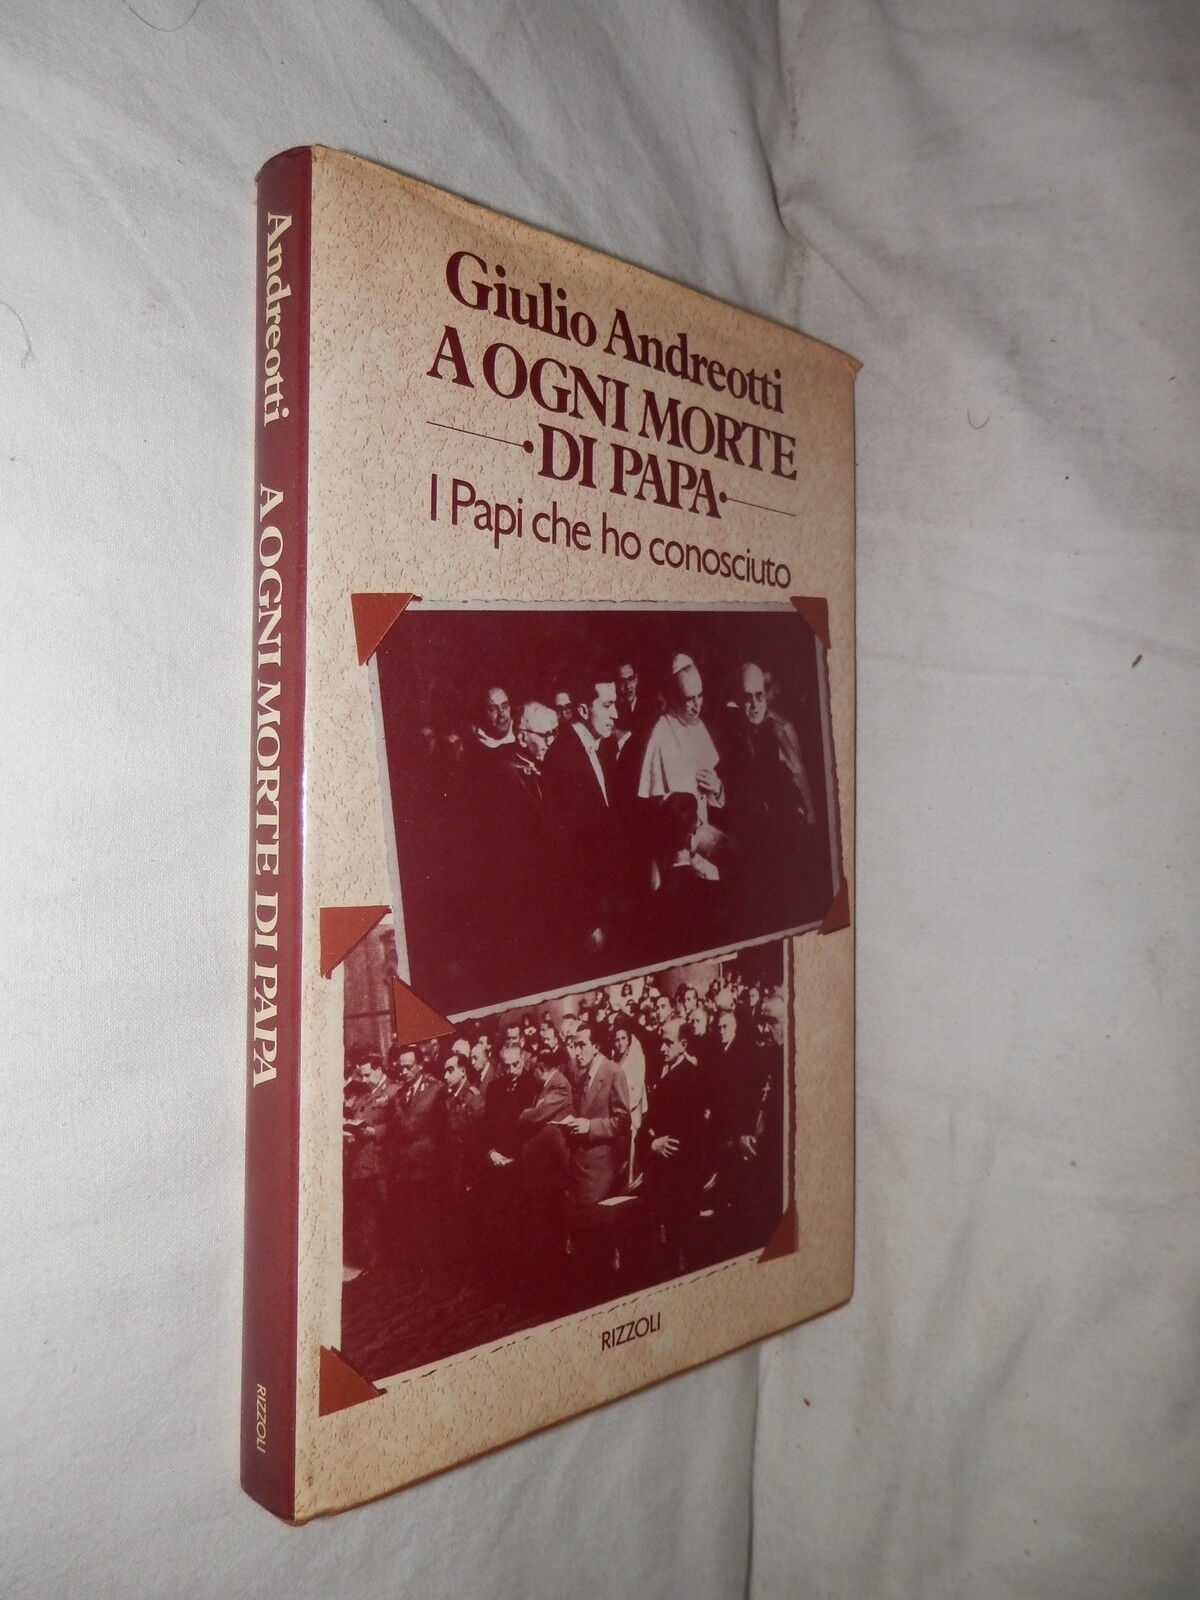 Andreotti A OGNI MORTE DI PAPA RIZZOLI
Giulio Andreotti
A OGNI MORTE
DI PAPA
I Papi che ho conosciuto
RIZZOLI